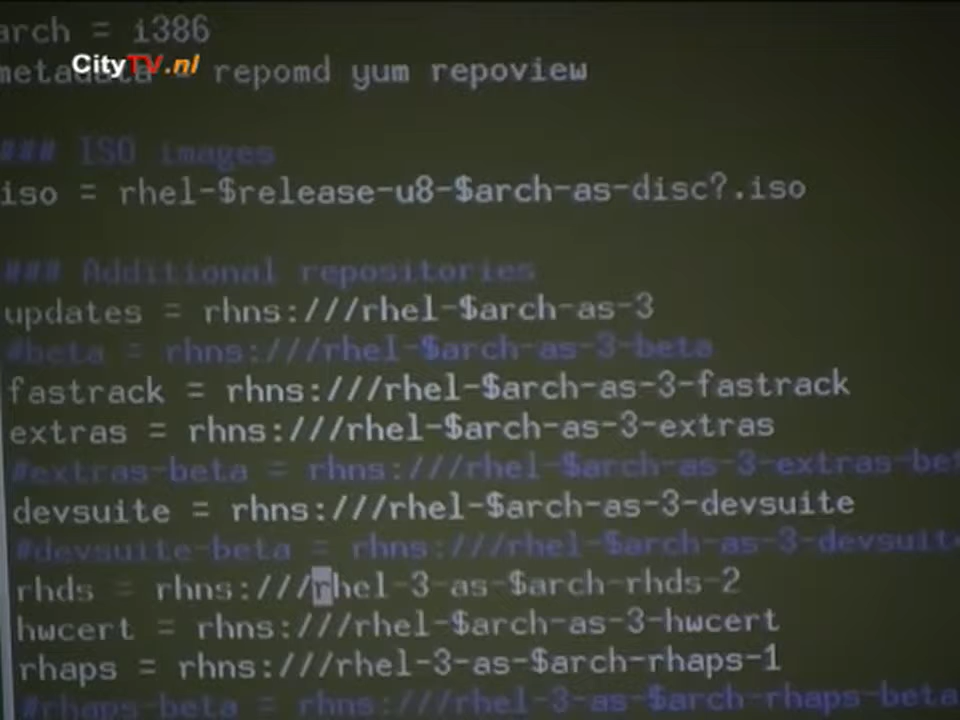 arch = i386
CityTV.nl
metadata = repomd yum repoview
### ISO images
iso = rhel-$release-u8-$arch-as-disc?.iso
### Additional repositories
updates = rhns:///rhel-$arch-as-3
#beta = rhns:///rhel-$arch-as-3-beta
fastrack = rhns:///rhel-$arch-as-3-fastrack
extras = rhns:///rhel-$arch-as-3-extras
#extras-beta = rhns:///rhel-$arch-as-3-extras-bet
devsuite = rhns:///rhel-$arch-as-3-devsuite
#devsuite-beta = rhns:///rhel-$arch-as-3-devsuite
rhds = rhns:///rhel-3-as-$arch-rhds-2
hwcert = rhns:///rhel-$arch-as-3-hwcert
rhaps = rhns:///rhel-3-as-$arch-rhaps-1
#rhaps-beta = rhns:///rhel-3-as-$arch-rhaps-beta